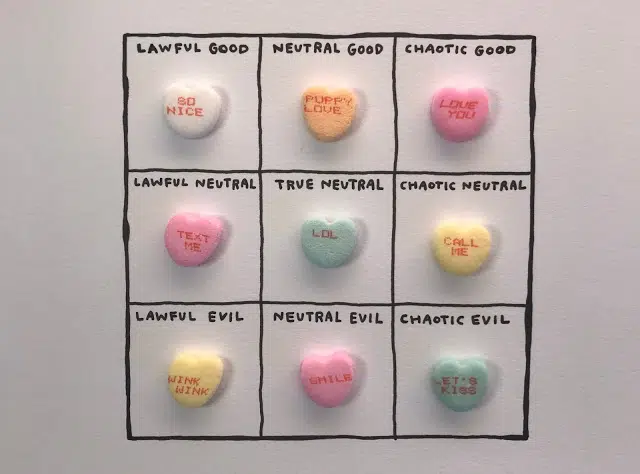 LAWFUL GOOD
NEUTRAL GOOD
CHAOTIC GOOD
SO
NICE
PUPPY
LOVE
LOVE
YOU
LAWFUL NEUTRAL
TRUE NEUTRAL
CHAOTIC NEUTRAL
TEXT
ME
LOL
CALL
ME
LAWFUL EVIL
NEUTRAL EVIL
CHAOTIC EVIL
WINK
WINK
SMILE
LET'S
KISS